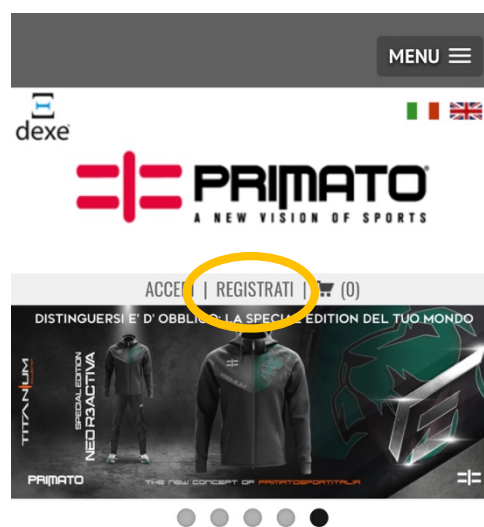 MENU
dexe
PRIMATO
A NEW VISION OF SPORTS
ACCEDI | REGISTRATI | (0)
DISTINGUERSI E' D' OBBLIGO: LA SPECIAL EDITION DEL TUO MONDO
TITANIUM
SPECIAL EDITION
NEO R3ACTIVA
PRIMATO
THE NEW CONCEPT OF PRIMATOSPORTITALIA